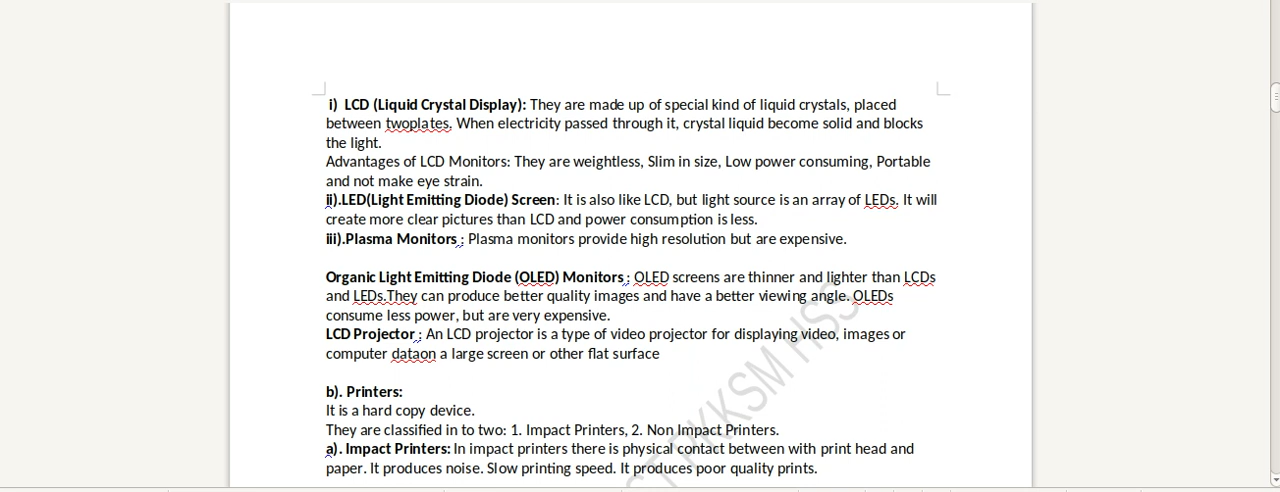 i) LCD (Liquid Crystal Display): They are made up of special kind of liquid crystals, placed
between twoplates. When electricity passed through it, crystal liquid become solid and blocks
the light.
Advantages of LCD Monitors: They are weightless, Slim in size, Low power consuming, Portable
and not make eye strain.
ii).LED(Light Emitting Diode) Screen: It is also like LCD, but light source is an array of LEDs. It will
create more clear pictures than LCD and power consumption is less.
iii).Plasma Monitors : Plasma monitors provide high resolution but are expensive.
Organic Light Emitting Diode (OLED) Monitors : OLED screens are thinner and lighter than LCDs
and LEDs.They can produce better quality images and have a better viewing angle. OLEDs
consume less power, but are very expensive.
LCD Projector : An LCD projector is a type of video projector for displaying video, images or
computer dataon a large screen or other flat surface
b). Printers:
It is a hard copy device.
They are classified in to two: 1. Impact Printers, 2. Non Impact Printers.
a). Impact Printers: In impact printers there is physical contact between with print head and
paper. It produces noise. Slow printing speed. It produces poor quality prints.